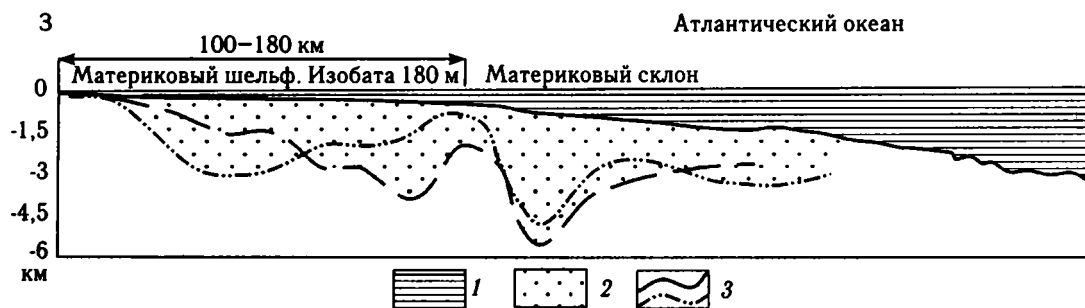 З Атлантический океан
100–180 км
Материковый шельф. Изобата 180 м Материковый склон
0
-1,5
-3
-4,5
-6
км
1 2 3